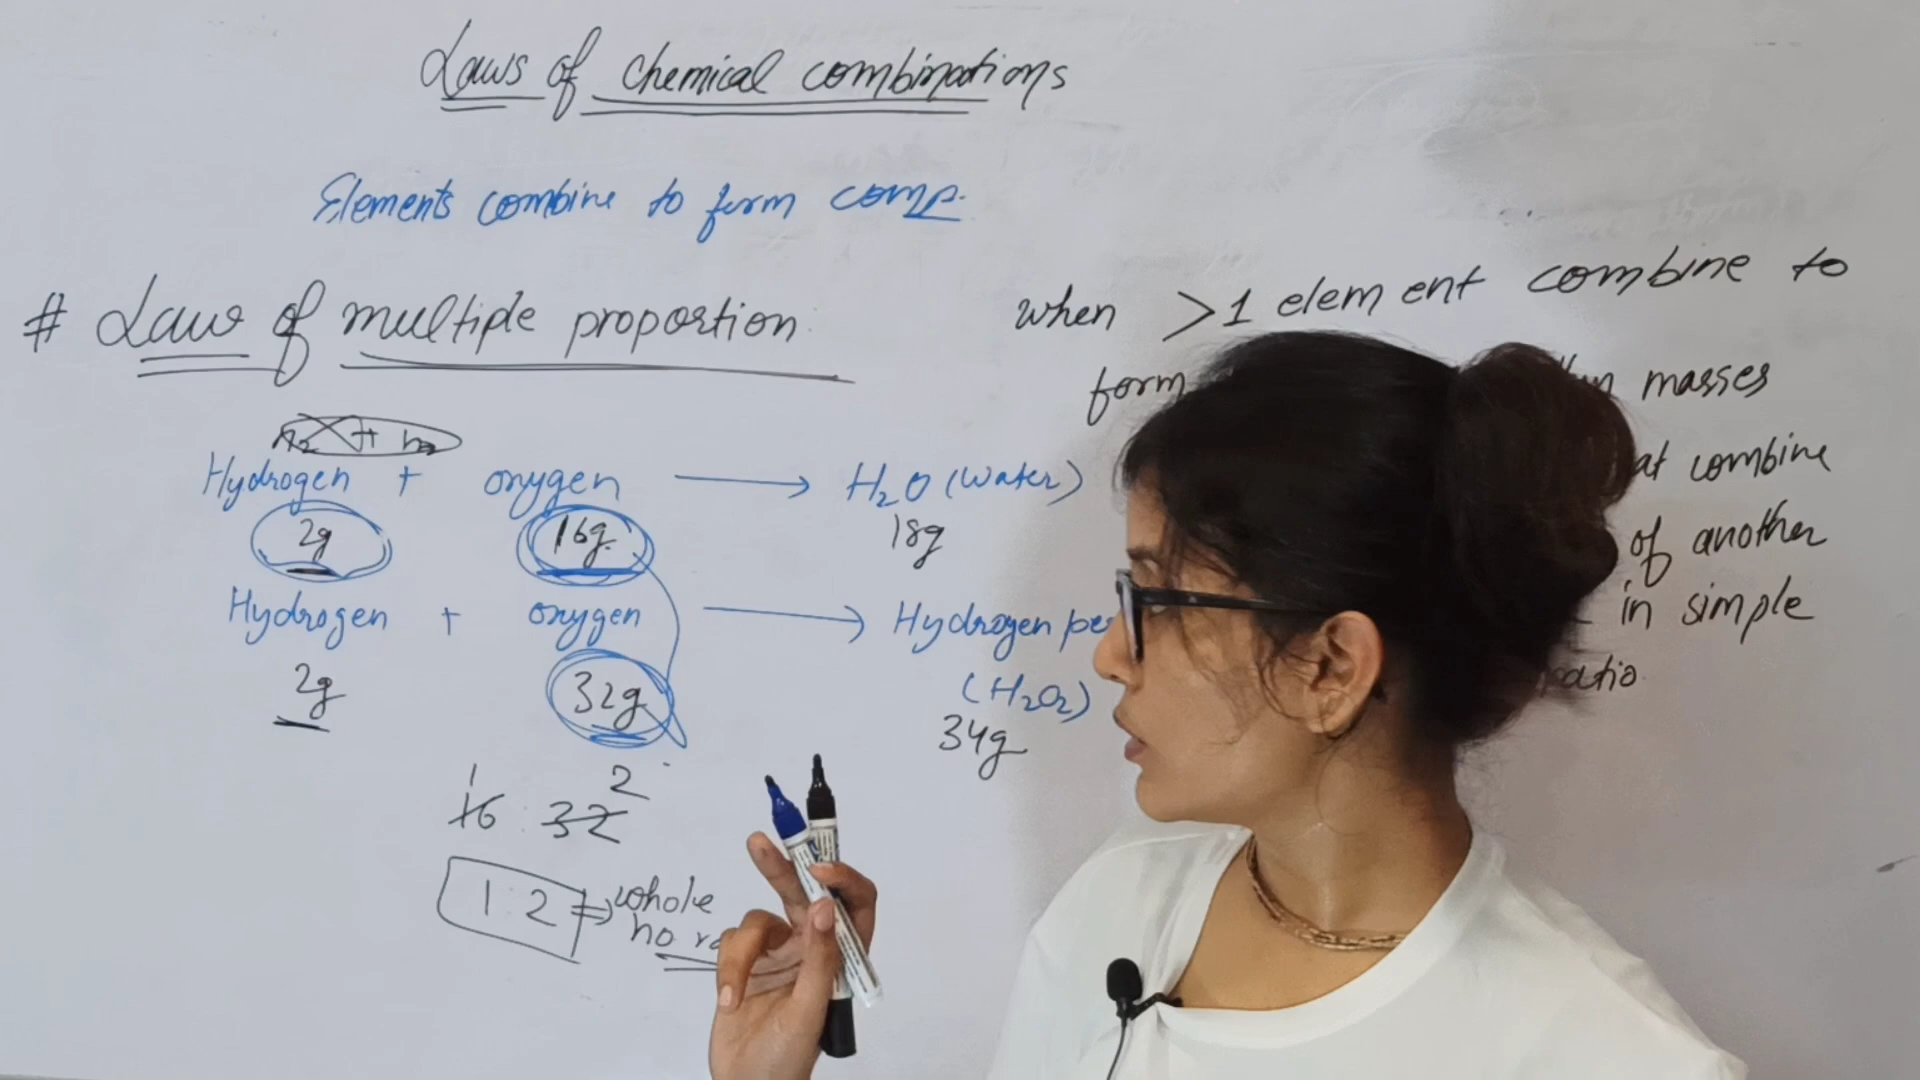 Laws of chemical combinations
Elements combine to form comp.
# Law of multiple proportion
Hydrogen + oxygen → H₂O (water)
2g 16g 18g
Hydrogen + oxygen → Hydrogen pe
2g 32g (H₂O₂)
34g
1 2
16 : 32
1 : 2 ⇒ whole
no
when >1 element combine to
form masses
at combine
of another
in simple
ratio